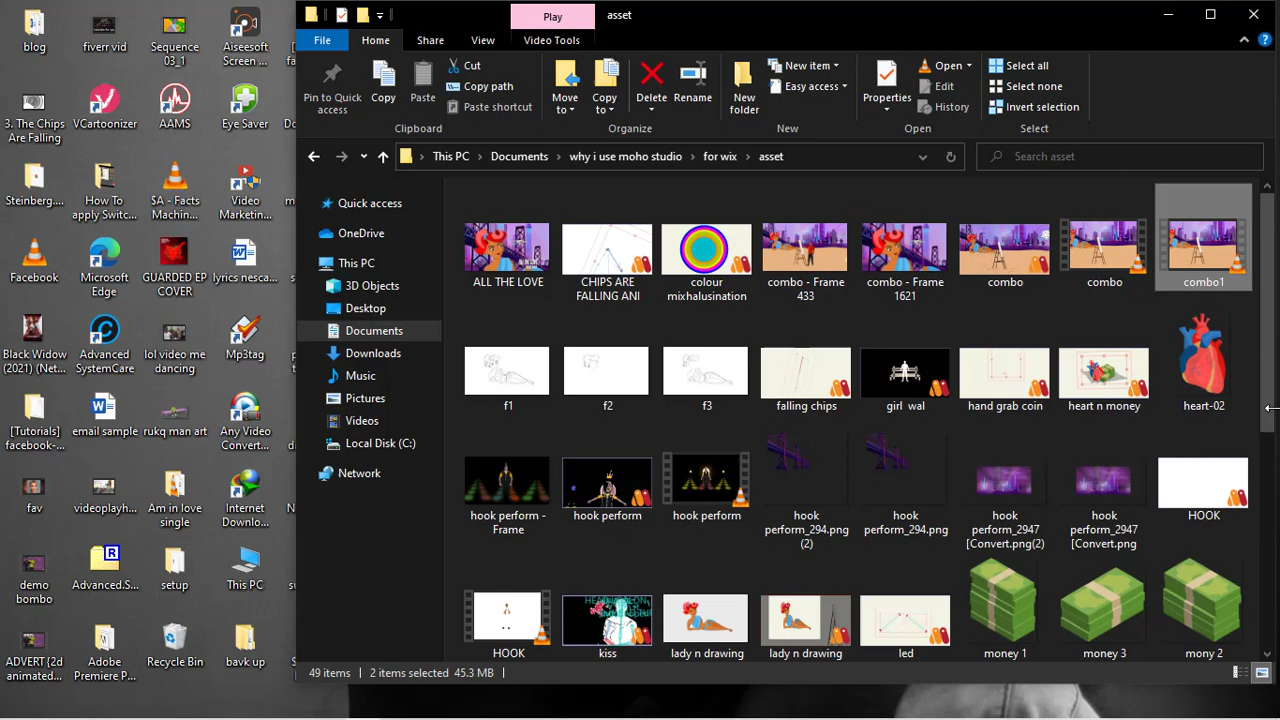 Play
asset
File
Home
Share
View
Video Tools
Pin to Quick
access
Copy
Paste
Cut
Copy path
Paste shortcut
Clipboard
Move
to
Copy
to
Delete
Rename
Organize
New
folder
New item
Easy access
New
Properties
Open
Edit
History
Open
Select all
Select none
Invert selection
Select
This PC
Documents
why i use moho studio
for wix
asset
Search asset
Quick access
OneDrive
This PC
3D Objects
Desktop
Documents
Downloads
Music
Pictures
Videos
Local Disk (C:)
Network
ALL THE LOVE
CHIPS ARE
FALLING ANI
colour
mixhalusination
combo - Frame
433
combo - Frame
1621
combo
combo
combo1
f1
f2
f3
falling chips
girl wal
hand grab coin
heart n money
heart-02
hook perform -
Frame
hook perform
hook perform
hook
perform_294.png
(2)
hook
perform_294.png
hook
perform_2947
[Convert.png(2)
hook
perform_2947
[Convert.png
HOOK
HOOK
kiss
lady n drawing
lady n drawing
led
money 1
money 3
mony 2
49 items
2 items selected 45.3 MB
blog
fiverr vid
Sequence
03_1
Aiseesoft
Screen ...
3. The Chips
Are Falling
VCartoonizer
AAMS
Eye Saver
Steinberg....
How To
apply Switc...
$A - Facts
Machin...
Video
Marketin...
Facebook
Microsoft
Edge
GUARDED EP
COVER
lyrics nesca...
Black Widow
(2021) (Net...
Advanced
SystemCare
lol video me
dancing
Mp3tag
[Tutorials]
facebook-...
email sample
rukq man art
Any Video
Convert...
fav
videoplayh...
Am in love
single
Internet
Downlo...
demo
bombo
Advanced.S...
setup
This PC
ADVERT {2d
animated...
Adobe
Premiere P...
Recycle Bin
bavk up